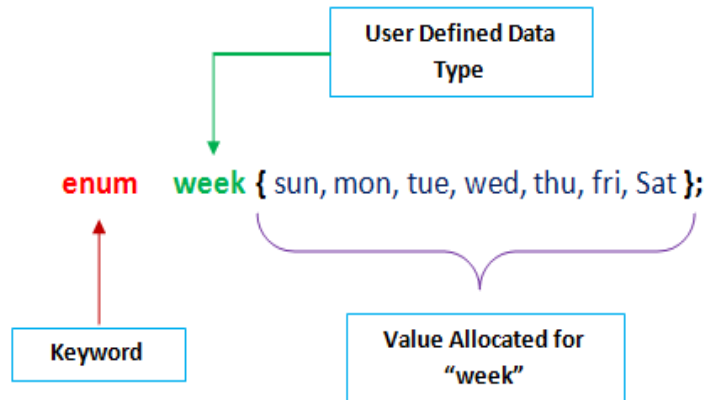 User Defined Data
Type
enum week { sun, mon, tue, wed, thu, fri, Sat };
Keyword
Value Allocated for
“week”